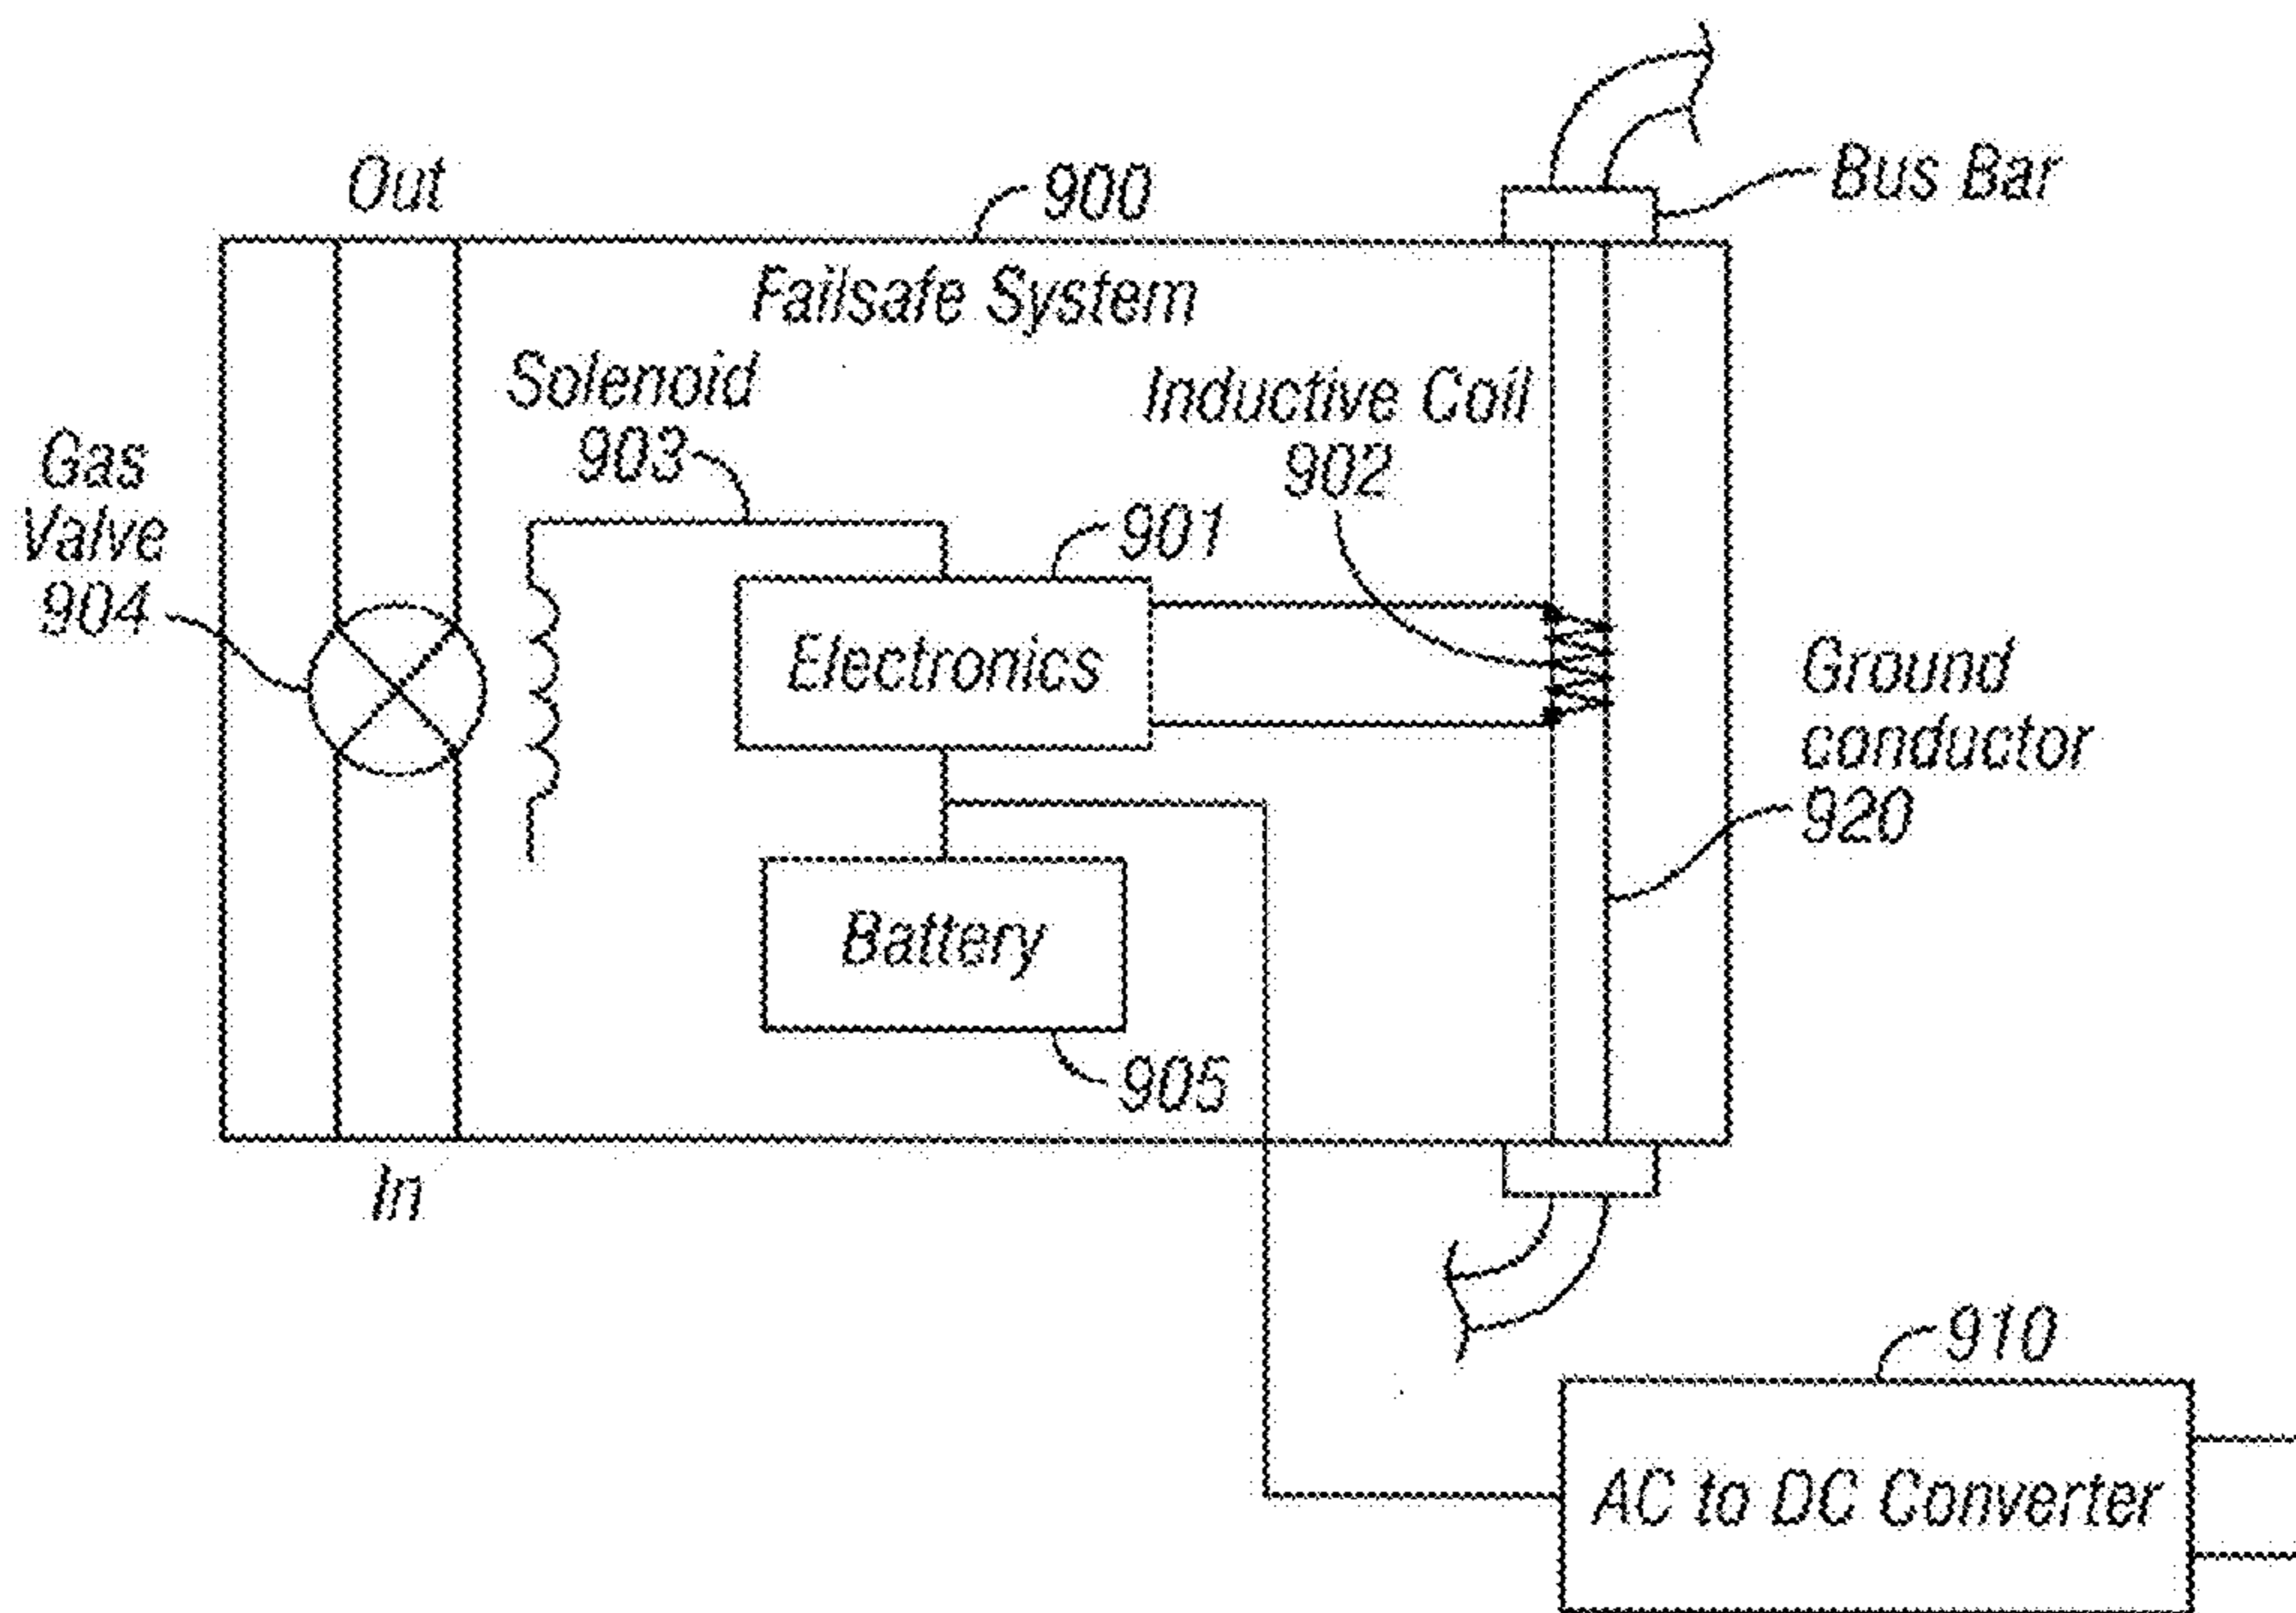 Out
900
Bus Bar
Failsafe System
Solenoid
903
Inductive Coil
902
Gas
Valve
904
901
Electronics
Ground
conductor
920
Battery
905
In
910
AC to DC Converter